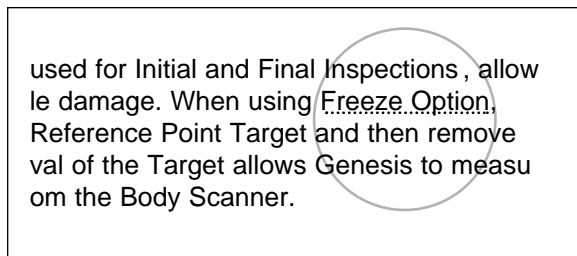 used for Initial and Final Inspections , allow
le damage. When using Freeze Option,
Reference Point Target and then remove
val of the Target allows Genesis to measu
om the Body Scanner.